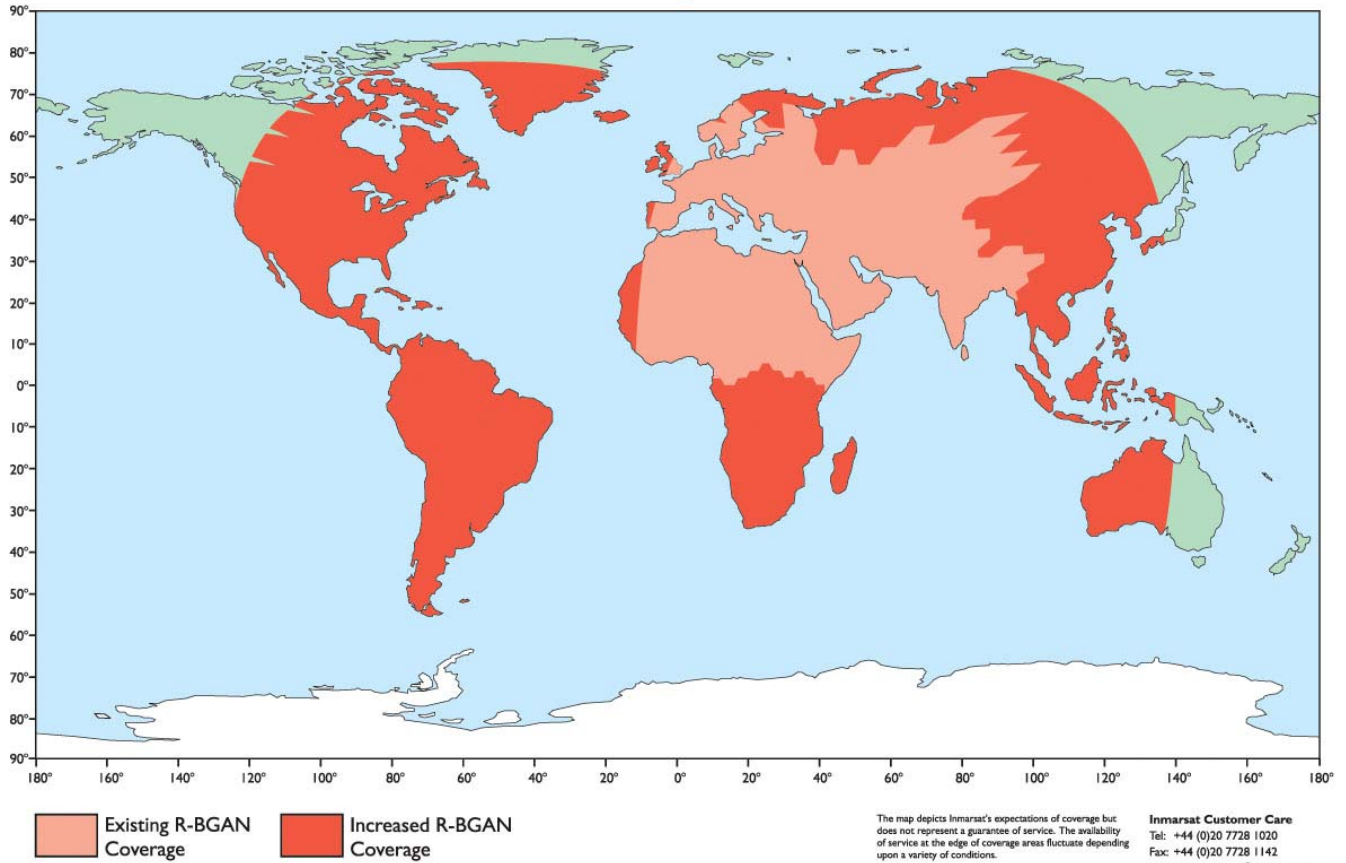 90°
80°
70°
60°
50°
40°
30°
20°
10°
0°
10°
20°
30°
40°
50°
60°
70°
80°
90°
180° 160° 140° 120° 100° 80° 60° 40° 20° 0° 20° 40° 60° 80° 100° 120° 140° 160° 180°
Existing R-BGAN
Coverage
Increased R-BGAN
Coverage
The map depicts Inmarsat's expectations of coverage but
does not represent a guarantee of service. The availability
of service at the edge of coverage areas fluctuate depending
upon a variety of conditions.
Inmarsat Customer Care
Tel: +44 (0)20 7728 1020
Fax: +44 (0)20 7728 1142